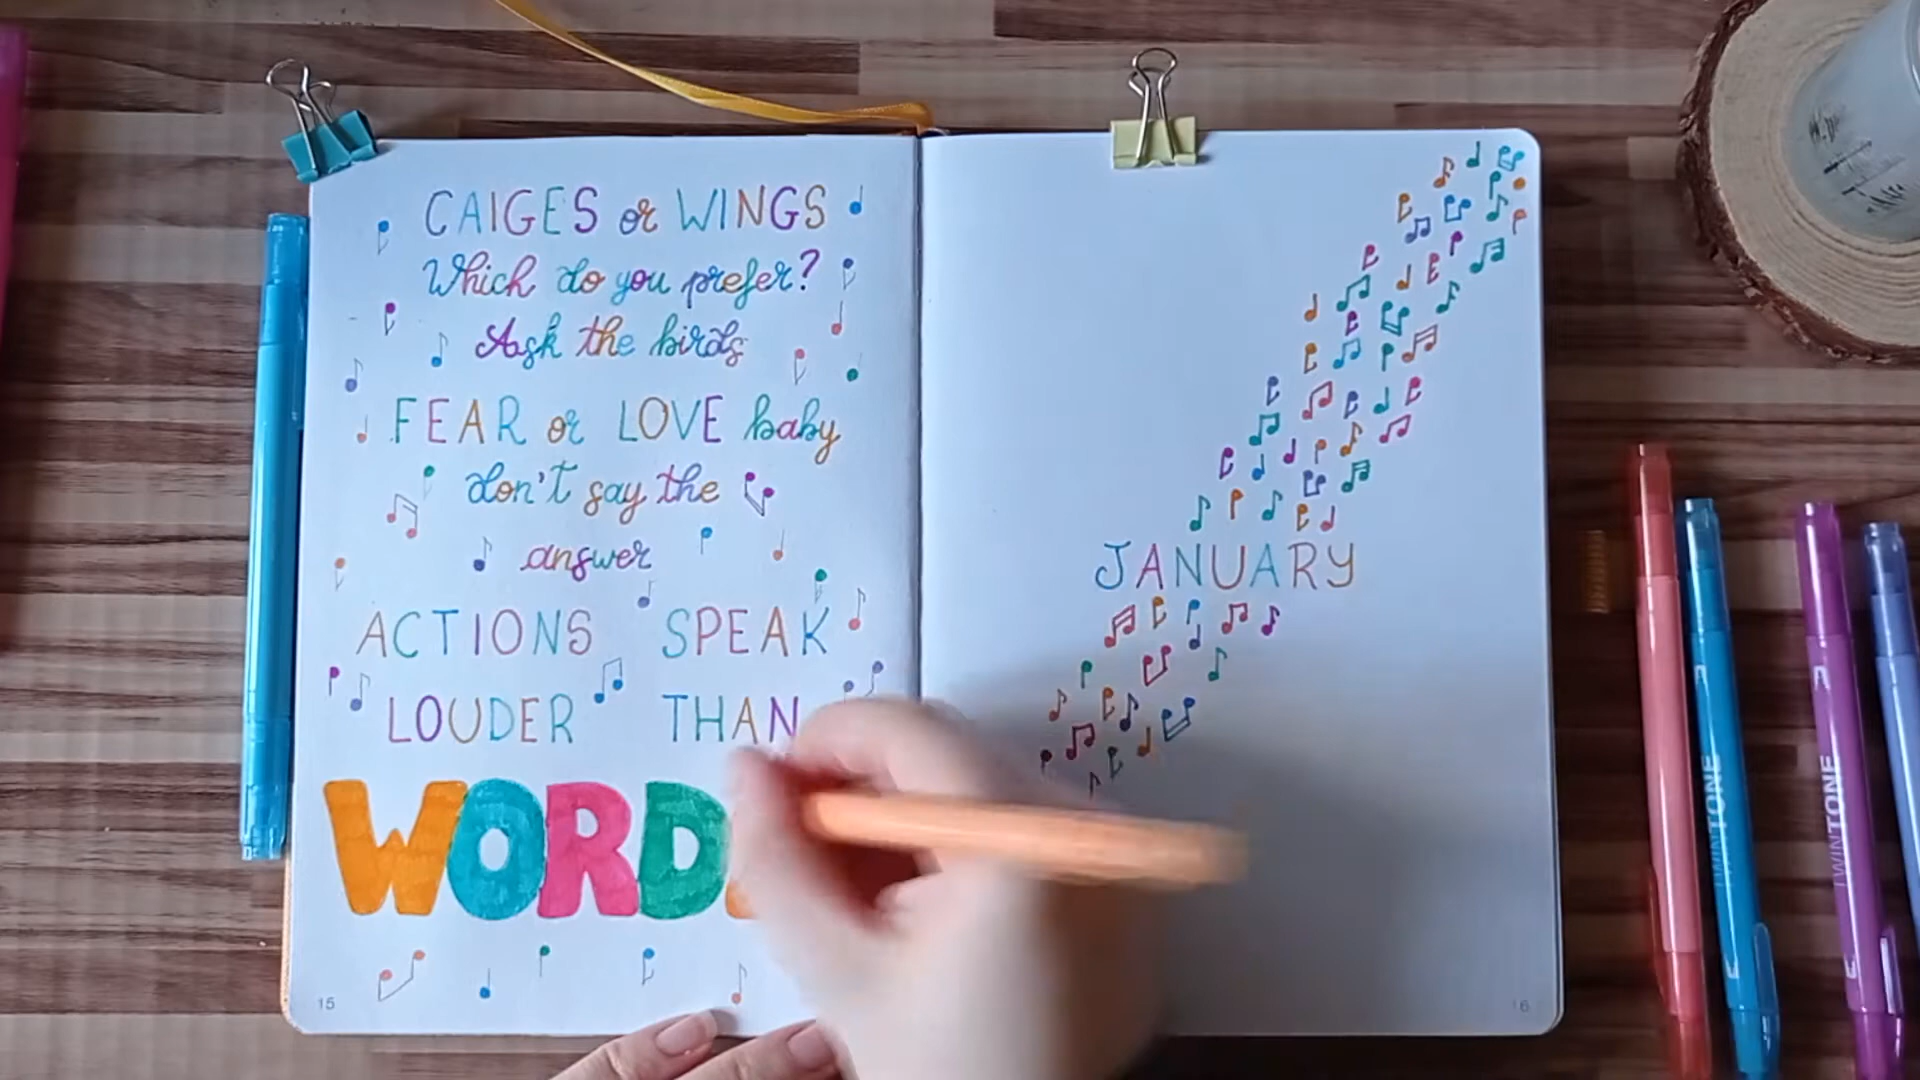 CAIGES or WINGS
Which do you prefer?
Ask the birds
FEAR or LOVE baby
don't say the
answer
ACTIONS SPEAK
LOUDER THAN
WORD
15
JANUARY
16
TWINTONE
TWINTONE